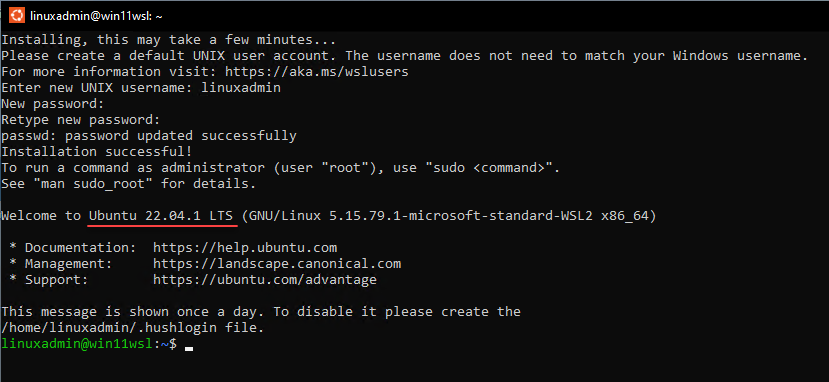 linuxadmin@win11wsl: ~
Installing, this may take a few minutes...
Please create a default UNIX user account. The username does not need to match your Windows username.
For more information visit: https://aka.ms/wslusers
Enter new UNIX username: linuxadmin
New password:
Retype new password:
passwd: password updated successfully
Installation successful!
To run a command as administrator (user "root"), use "sudo <command>".
See "man sudo_root" for details.
Welcome to Ubuntu 22.04.1 LTS (GNU/Linux 5.15.79.1-microsoft-standard-WSL2 x86_64)
* Documentation:  https://help.ubuntu.com
* Management:     https://landscape.canonical.com
* Support:        https://ubuntu.com/advantage
This message is shown once a day. To disable it please create the
/home/linuxadmin/.hushlogin file.
linuxadmin@win11wsl:~$